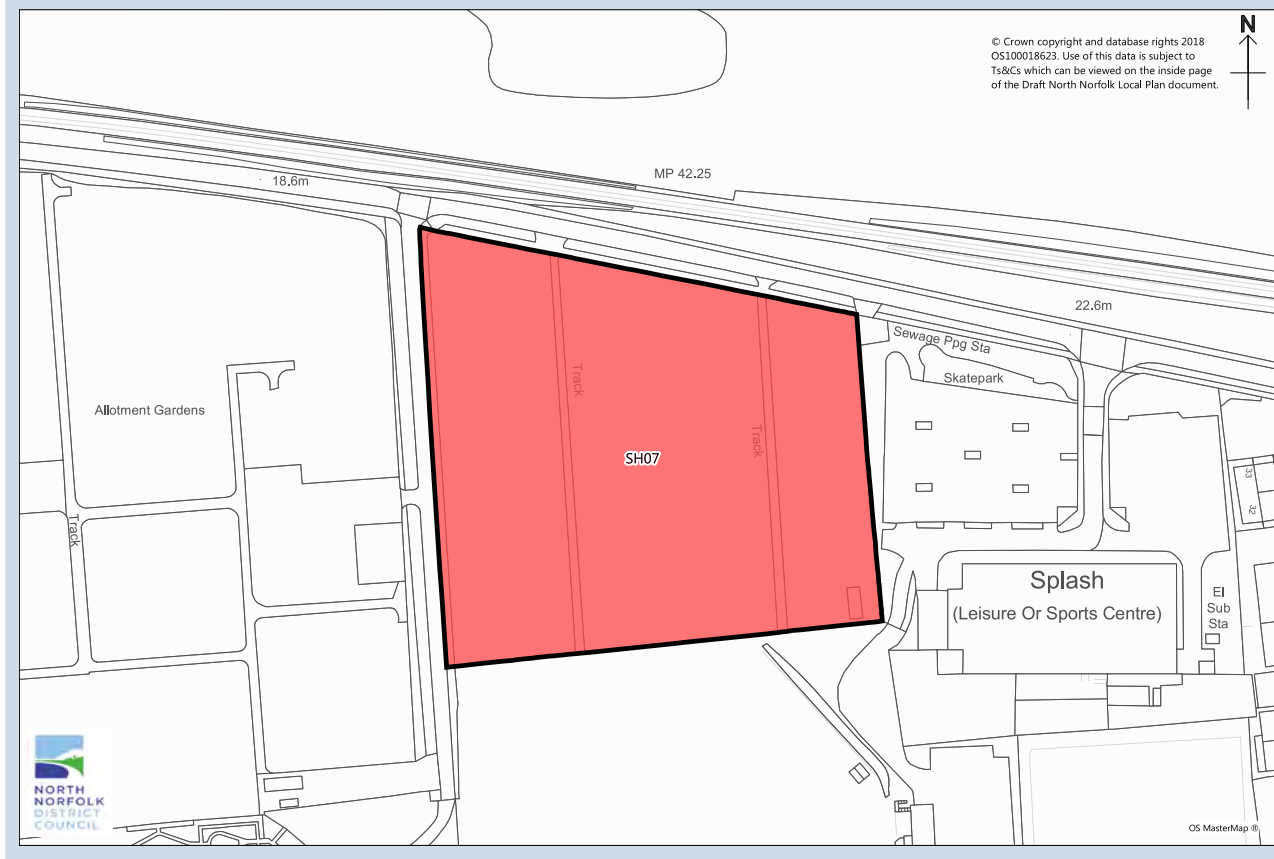 N
© Crown copyright and database rights 2018
OS100018623. Use of this data is subject to
Ts&Cs which can be viewed on the inside page
of the Draft North Norfolk Local Plan document.
MP 42.25
18.6m
22.6m
Sewage Ppg Sta
Skatepark
Allotment Gardens
Track
Track
SH07
Track
33
32
Splash
(Leisure Or Sports Centre)
El
Sub
Sta
NORTH
NORFOLK
DISTRICT
COUNCIL
OS MasterMap ®